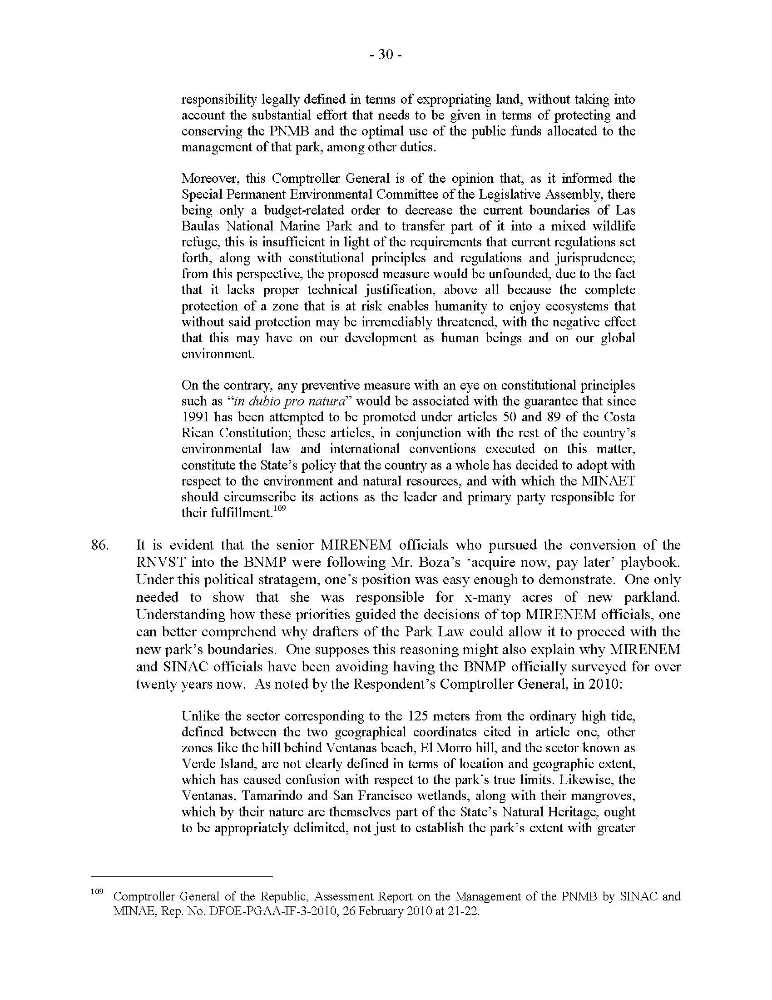 - 30 -
responsibility legally defined in terms of expropriating land, without taking into
account the substantial effort that needs to be given in terms of protecting and
conserving the PNMB and the optimal use of the public funds allocated to the
management of that park, among other duties.
Moreover, this Comptroller General is of the opinion that, as it informed the
Special Permanent Environmental Committee of the Legislative Assembly, there
being only a budget-related order to decrease the current boundaries of Las
Baulas National Marine Park and to transfer part of it into a mixed wildlife
refuge, this is insufficient in light of the requirements that current regulations set
forth, along with constitutional principles and regulations and jurisprudence;
from this perspective, the proposed measure would be unfounded, due to the fact
that it lacks proper technical justification, above all because the complete
protection of a zone that is at risk enables humanity to enjoy ecosystems that
without said protection may be irremediably threatened, with the negative effect
that this may have on our development as human beings and on our global
environment.
On the contrary, any preventive measure with an eye on constitutional principles
such as “in dubio pro natura” would be associated with the guarantee that since
1991 has been attempted to be promoted under articles 50 and 89 of the Costa
Rican Constitution; these articles, in conjunction with the rest of the country’s
environmental law and international conventions executed on this matter,
constitute the State’s policy that the country as a whole has decided to adopt with
respect to the environment and natural resources, and with which the MINAET
should circumscribe its actions as the leader and primary party responsible for
their fulfillment.109
86. It is evident that the senior MIRENEM officials who pursued the conversion of the
RNVST into the BNMP were following Mr. Boza’s ‘acquire now, pay later’ playbook.
Under this political stratagem, one’s position was easy enough to demonstrate. One only
needed to show that she was responsible for x-many acres of new parkland.
Understanding how these priorities guided the decisions of top MIRENEM officials, one
can better comprehend why drafters of the Park Law could allow it to proceed with the
new park’s boundaries. One supposes this reasoning might also explain why MIRENEM
and SINAC officials have been avoiding having the BNMP officially surveyed for over
twenty years now. As noted by the Respondent’s Comptroller General, in 2010:
Unlike the sector corresponding to the 125 meters from the ordinary high tide,
defined between the two geographical coordinates cited in article one, other
zones like the hill behind Ventanas beach, El Morro hill, and the sector known as
Verde Island, are not clearly defined in terms of location and geographic extent,
which has caused confusion with respect to the park’s true limits. Likewise, the
Ventanas, Tamarindo and San Francisco wetlands, along with their mangroves,
which by their nature are themselves part of the State’s Natural Heritage, ought
to be appropriately delimited, not just to establish the park’s extent with greater
109 Comptroller General of the Republic, Assessment Report on the Management of the PNMB by SINAC and
MINAE, Rep. No. DFOE-PGAA-IF-3-2010, 26 February 2010 at 21-22.